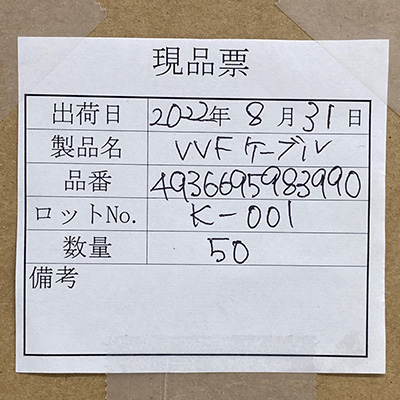 現品票
出荷日 2022年 8月31日
製品名 VVFケーブル
品番 4936695983990
ロットNo. K-001
数量 50
備考